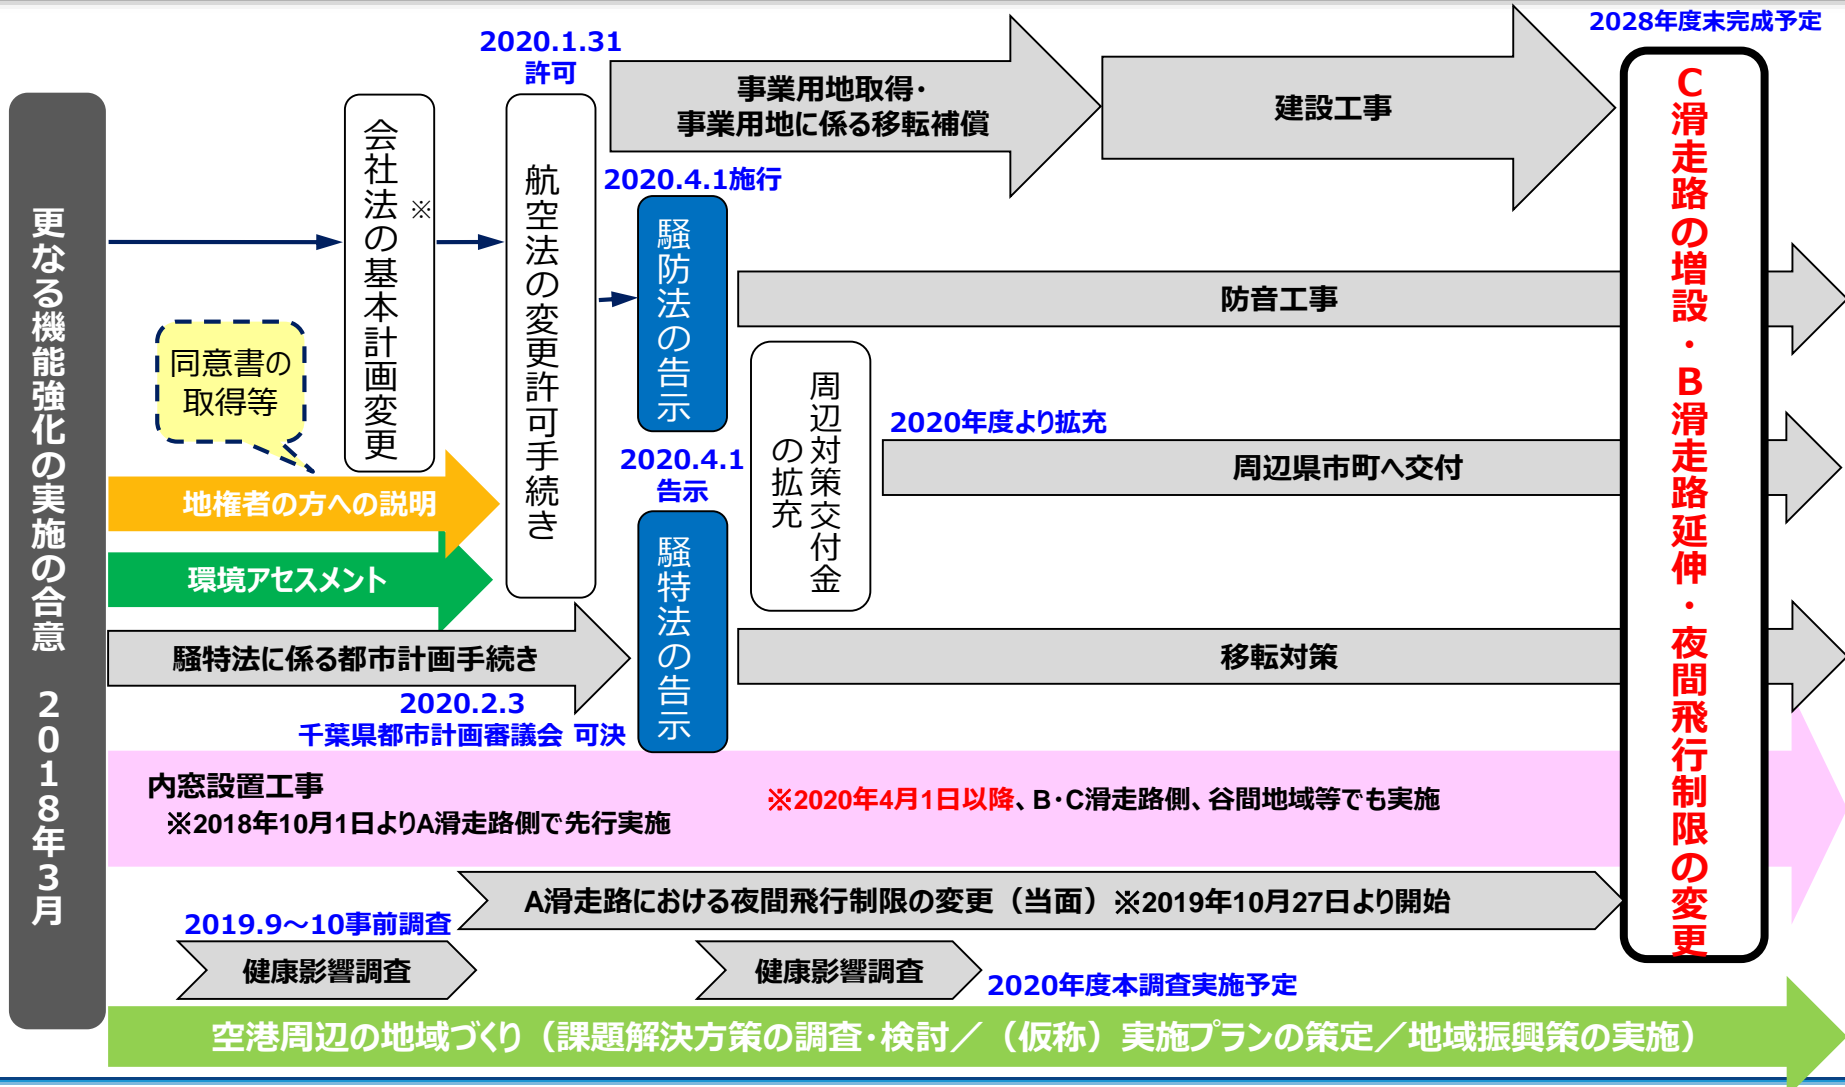 2028年度末完成予定
2020.1.31
許可
事業用地取得・
事業用地に係る移転補償
建設工事
更なる機能強化の実施の合意 2018年3月
会社法の基本計画変更
※
航空法の変更許可手続き
2020.4.1施行
騒防法の告示
防音工事
C滑走路の増設・B滑走路延伸・夜間飛行制限の変更
同意書の
取得等
周辺対策交付金
の拡充
2020年度より拡充
周辺県市町へ交付
2020.4.1
告示
地権者の方への説明
環境アセスメント
騒特法の告示
騒特法に係る都市計画手続き
移転対策
2020.2.3
千葉県都市計画審議会 可決
内窓設置工事
※2018年10月1日よりA滑走路側で先行実施
※2020年4月1日以降、B・C滑走路側、谷間地域等でも実施
A滑走路における夜間飛行制限の変更（当面）※2019年10月27日より開始
2019.9～10事前調査
健康影響調査
健康影響調査
2020年度本調査実施予定
空港周辺の地域づくり（課題解決方策の調査・検討／（仮称）実施プランの策定／地域振興策の実施）